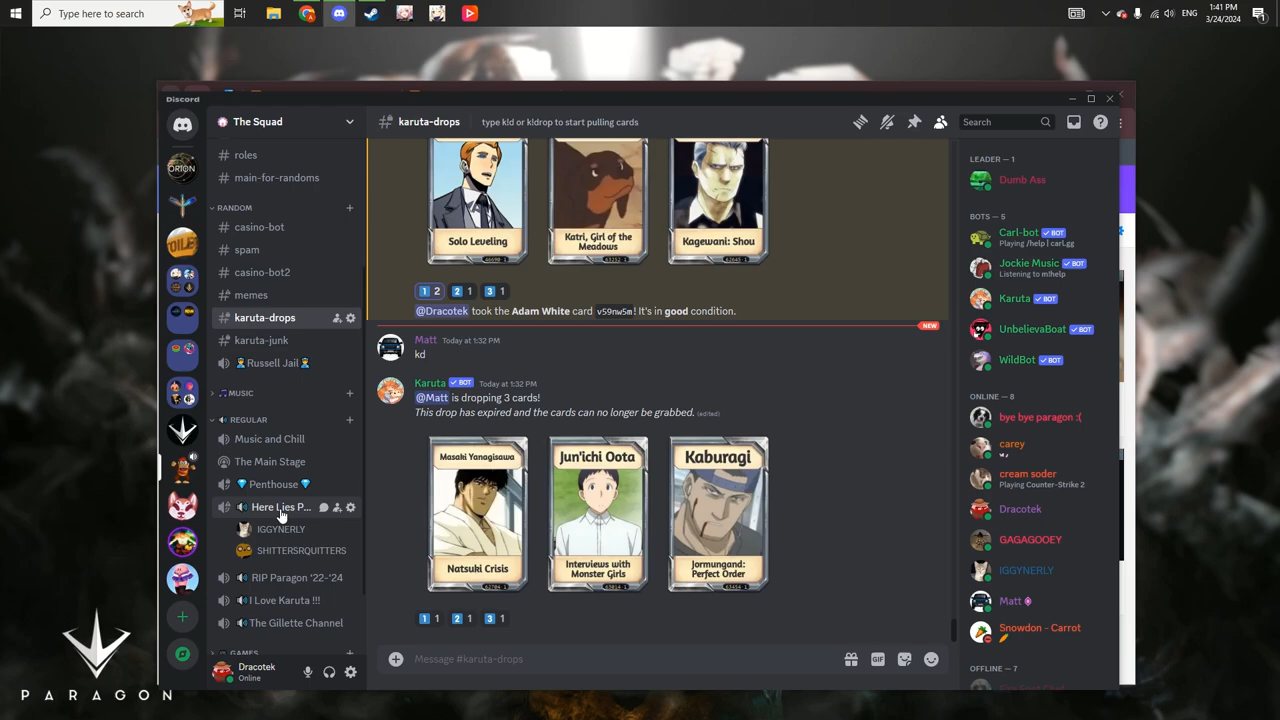 Type here to search
ENG
1:41 PM
3/24/2024
1
Discord
ORION
The Squad
roles
main-for-randoms
RANDOM
casino-bot
spam
casino-bot2
memes
karuta-drops
karuta-junk
Russell Jail
MUSIC
REGULAR
Music and Chill
The Main Stage
Penthouse
Here Lies P...
IGGYNERLY
SHITTERSRQUITTERS
RIP Paragon '22-'24
I Love Karuta !!!
The Gillette Channel
GAMES
Dracotek
Online
karuta-drops
type k!d or k!drop to start pulling cards
Search
Solo Leveling
Katri, Girl of the
Meadows
Kagewani: Shou
1 2 2 1 3 1
@Dracotek took the Adam White card v59nw5m! It's in good condition.
NEW
Matt Today at 1:32 PM
kd
Karuta BOT Today at 1:32 PM
@Matt is dropping 3 cards!
This drop has expired and the cards can no longer be grabbed. (edited)
Masaki Yanagisawa
Jun'ichi Oota
Kaburagi
Natsuki Crisis
Interviews with
Monster Girls
Jormungand:
Perfect Order
1 1 2 1 3 1
Message #karuta-drops
GIF
LEADER — 1
Dumb Ass
BOTS — 5
Carl-bot BOT
Playing /help | carl.gg
Jockie Music BOT
Listening to m!help
Karuta BOT
UnbelievaBoat BOT
WildBot BOT
ONLINE — 8
bye bye paragon :(
carey
cream soder
Playing Counter-Strike 2
Dracotek
GAGAGOOEY
IGGYNERLY
Matt
Snowdon - Carrot
OFFLINE — 7
PARAGON